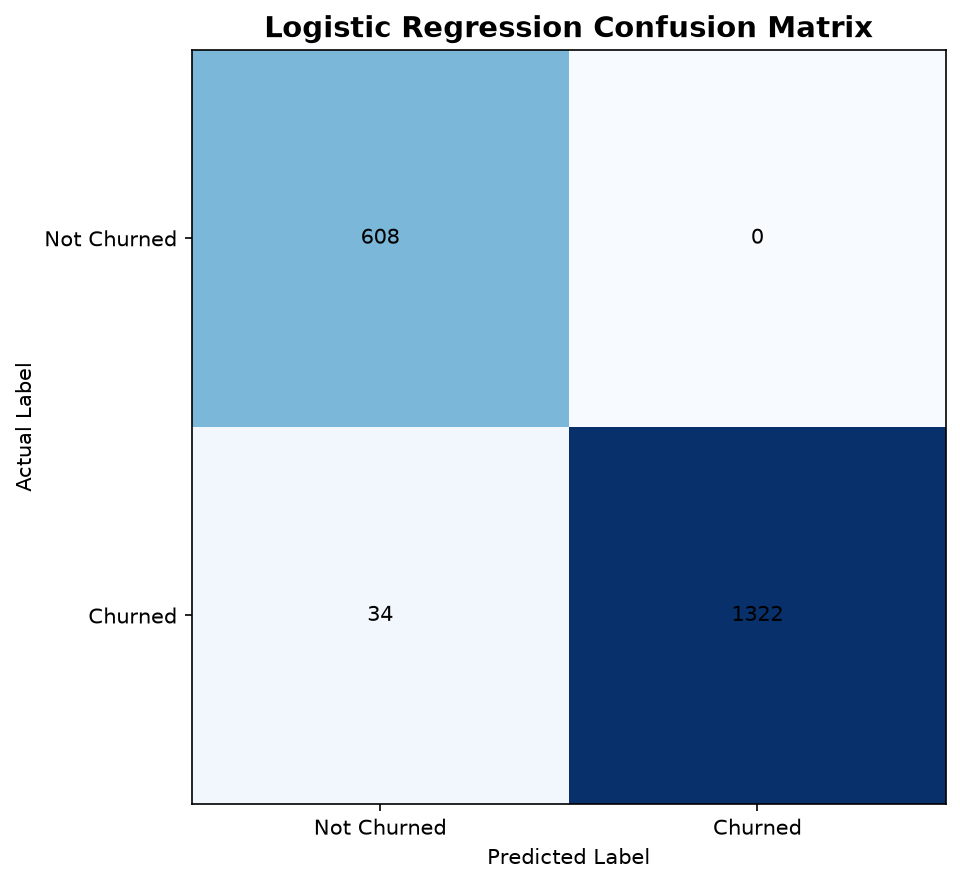 Logistic Regression Confusion Matrix
Not Churned
608
0
Actual Label
Churned
34
1322
Not Churned
Churned
Predicted Label